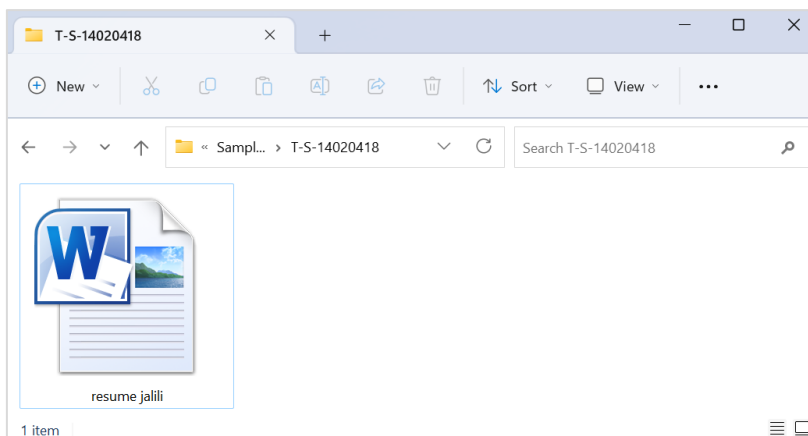 T-S-14020418
New Sort View
« Sampl... › T-S-14020418 Search T-S-14020418
W
resume jalili
1 item